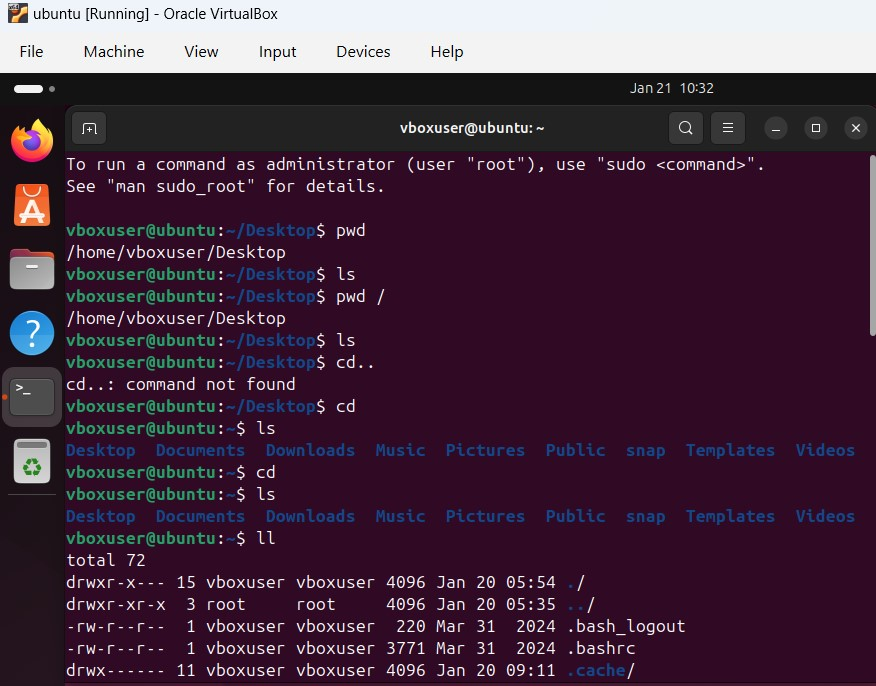 ubuntu [Running] - Oracle VirtualBox
File Machine View Input Devices Help
Jan 21 10:32
vboxuser@ubuntu: ~
To run a command as administrator (user "root"), use "sudo <command>".
See "man sudo_root" for details.
vboxuser@ubuntu:~/Desktop$ pwd
/home/vboxuser/Desktop
vboxuser@ubuntu:~/Desktop$ ls
vboxuser@ubuntu:~/Desktop$ pwd /
/home/vboxuser/Desktop
vboxuser@ubuntu:~/Desktop$ ls
vboxuser@ubuntu:~/Desktop$ cd..
cd..: command not found
vboxuser@ubuntu:~/Desktop$ cd
vboxuser@ubuntu:~$ ls
Desktop Documents Downloads Music Pictures Public snap Templates Videos
vboxuser@ubuntu:~$ cd
vboxuser@ubuntu:~$ ls
Desktop Documents Downloads Music Pictures Public snap Templates Videos
vboxuser@ubuntu:~$ ll
total 72
drwxr-x--- 15 vboxuser vboxuser 4096 Jan 20 05:54 ./
drwxr-xr-x  3 root     root     4096 Jan 20 05:35 ../
-rw-r--r--  1 vboxuser vboxuser  220 Mar 31  2024 .bash_logout
-rw-r--r--  1 vboxuser vboxuser 3771 Mar 31  2024 .bashrc
drwx------ 11 vboxuser vboxuser 4096 Jan 20 09:11 .cache/